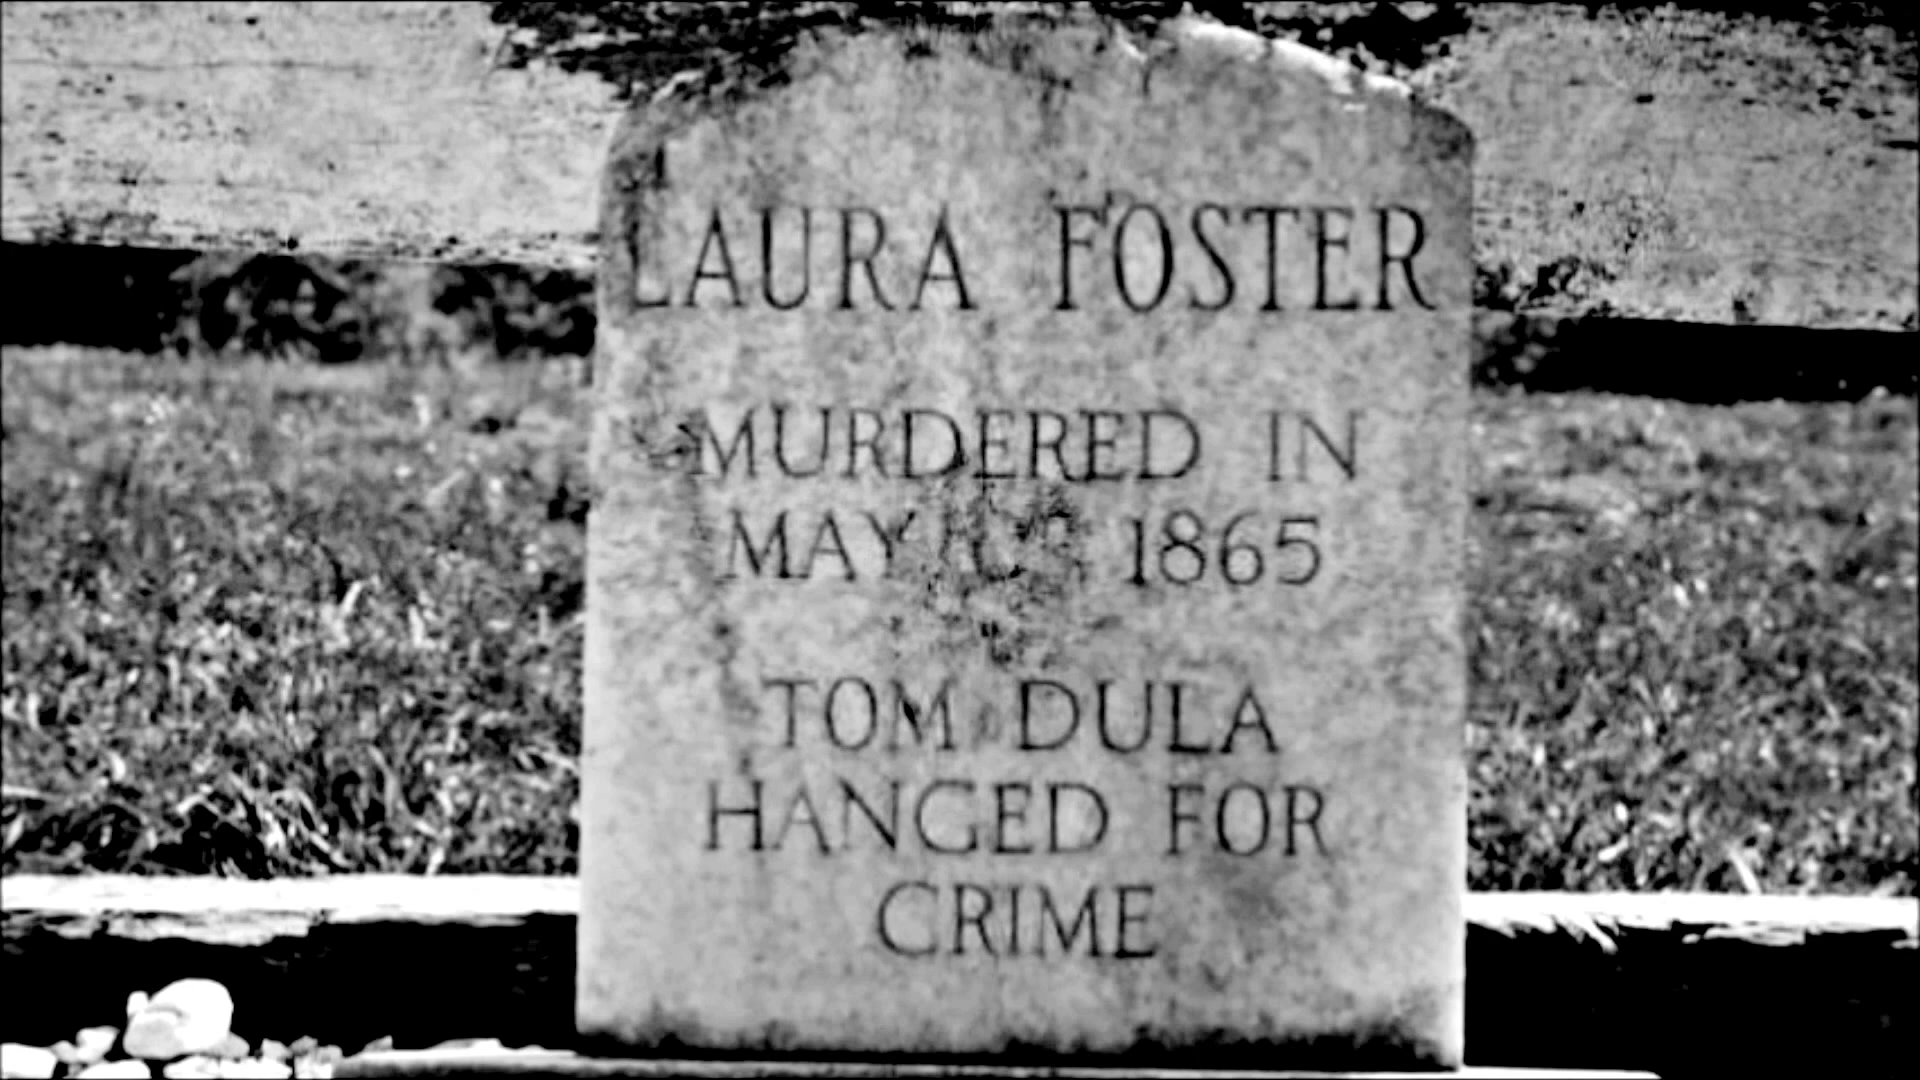 LAURA FOSTER
MURDERED IN
MAY 1865
TOM DULA
HANGED FOR
CRIME